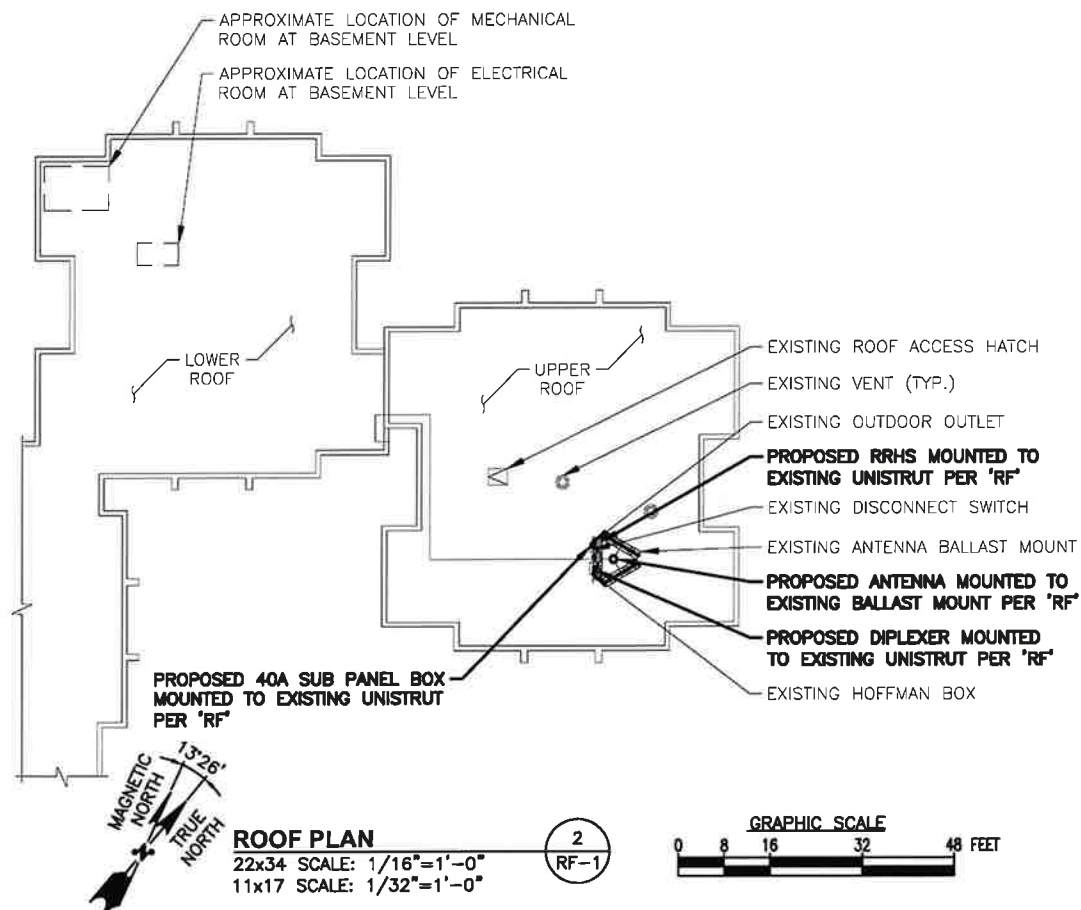 APPROXIMATE LOCATION OF MECHANICAL
ROOM AT BASEMENT LEVEL
APPROXIMATE LOCATION OF ELECTRICAL
ROOM AT BASEMENT LEVEL
LOWER
ROOF
UPPER
ROOF
EXISTING ROOF ACCESS HATCH
EXISTING VENT (TYP.)
EXISTING OUTDOOR OUTLET
PROPOSED RRHS MOUNTED TO
EXISTING UNISTRUT PER 'RF'
EXISTING DISCONNECT SWITCH
EXISTING ANTENNA BALLAST MOUNT
PROPOSED ANTENNA MOUNTED TO
EXISTING BALLAST MOUNT PER 'RF'
PROPOSED DIPLEXER MOUNTED
TO EXISTING UNISTRUT PER 'RF'
EXISTING HOFFMAN BOX
PROPOSED 40A SUB PANEL BOX
MOUNTED TO EXISTING UNISTRUT
PER 'RF'
13°26'
MAGNETIC
NORTH
TRUE
NORTH
ROOF PLAN
22x34 SCALE: 1/16"=1'-0"
11x17 SCALE: 1/32"=1'-0"
2
RF-1
GRAPHIC SCALE
0 8 16 32 48 FEET